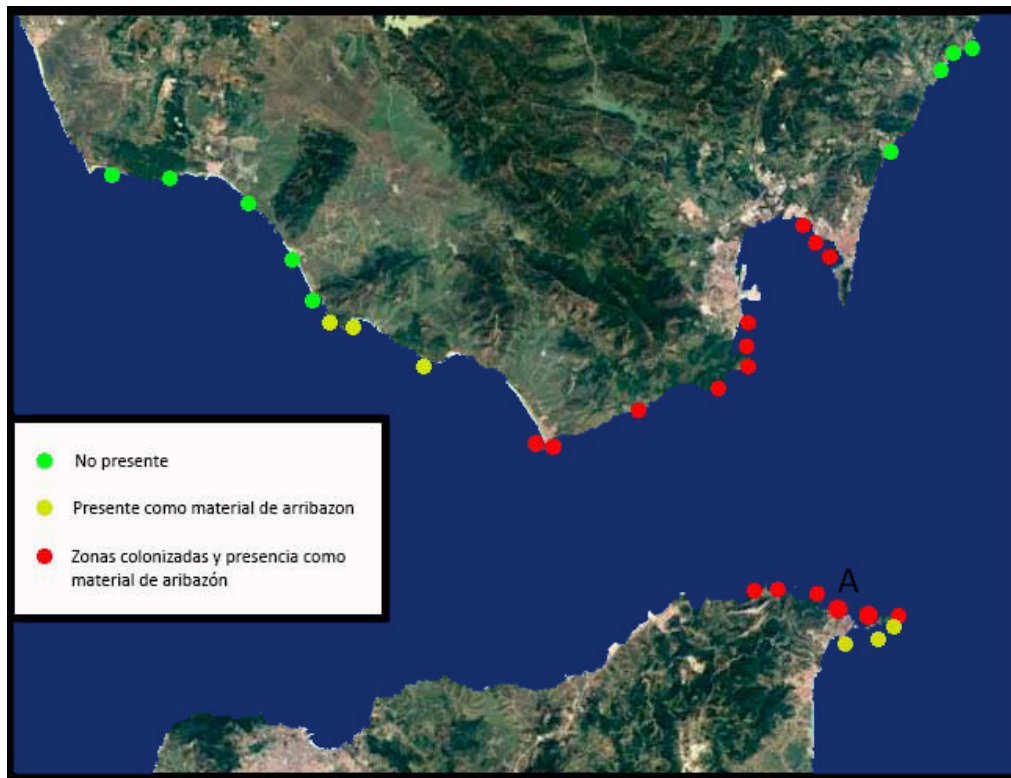 No presente
Presente como material de arribazon
Zonas colonizadas y presencia como
material de aribazón
A